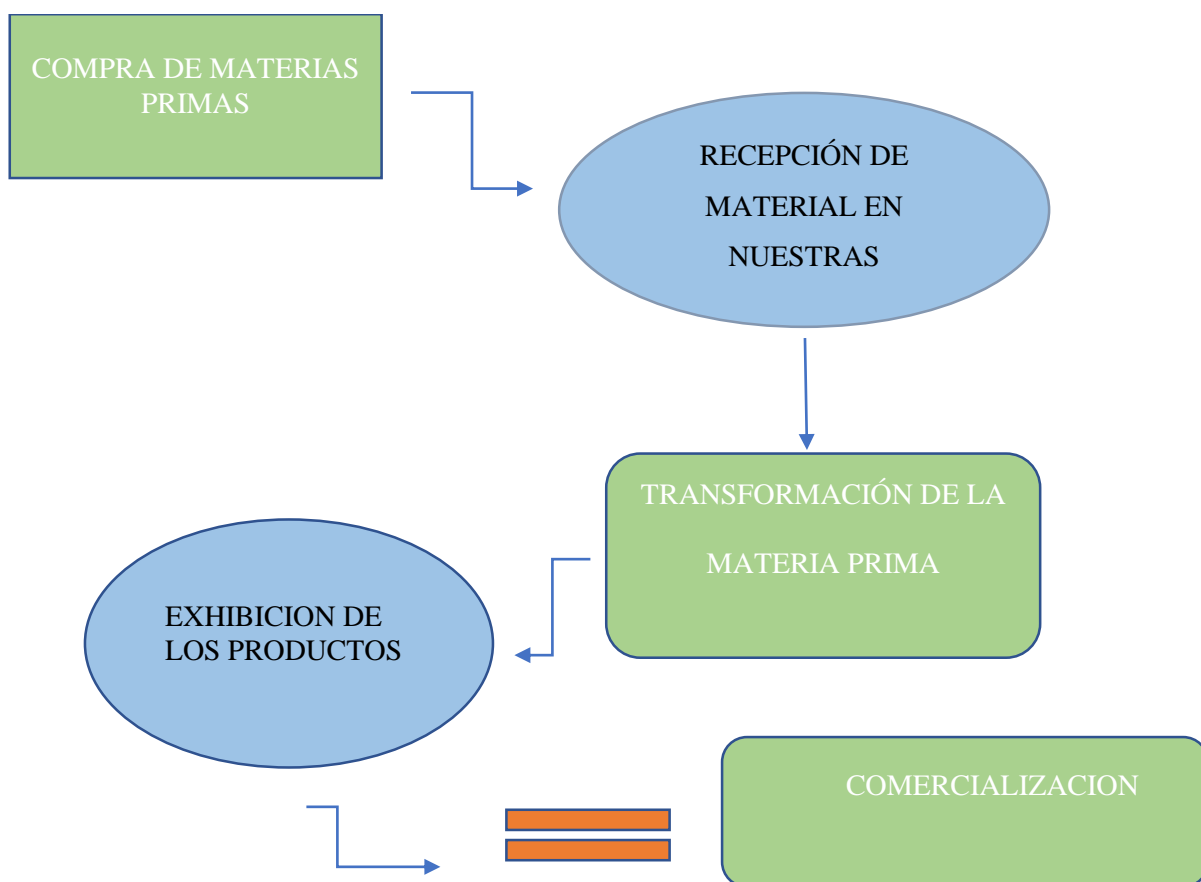 COMPRA DE MATERIAS
PRIMAS
RECEPCIÓN DE
MATERIAL EN
NUESTRAS
TRANSFORMACIÓN DE LA
MATERIA PRIMA
EXHIBICION DE
LOS PRODUCTOS
COMERCIALIZACION